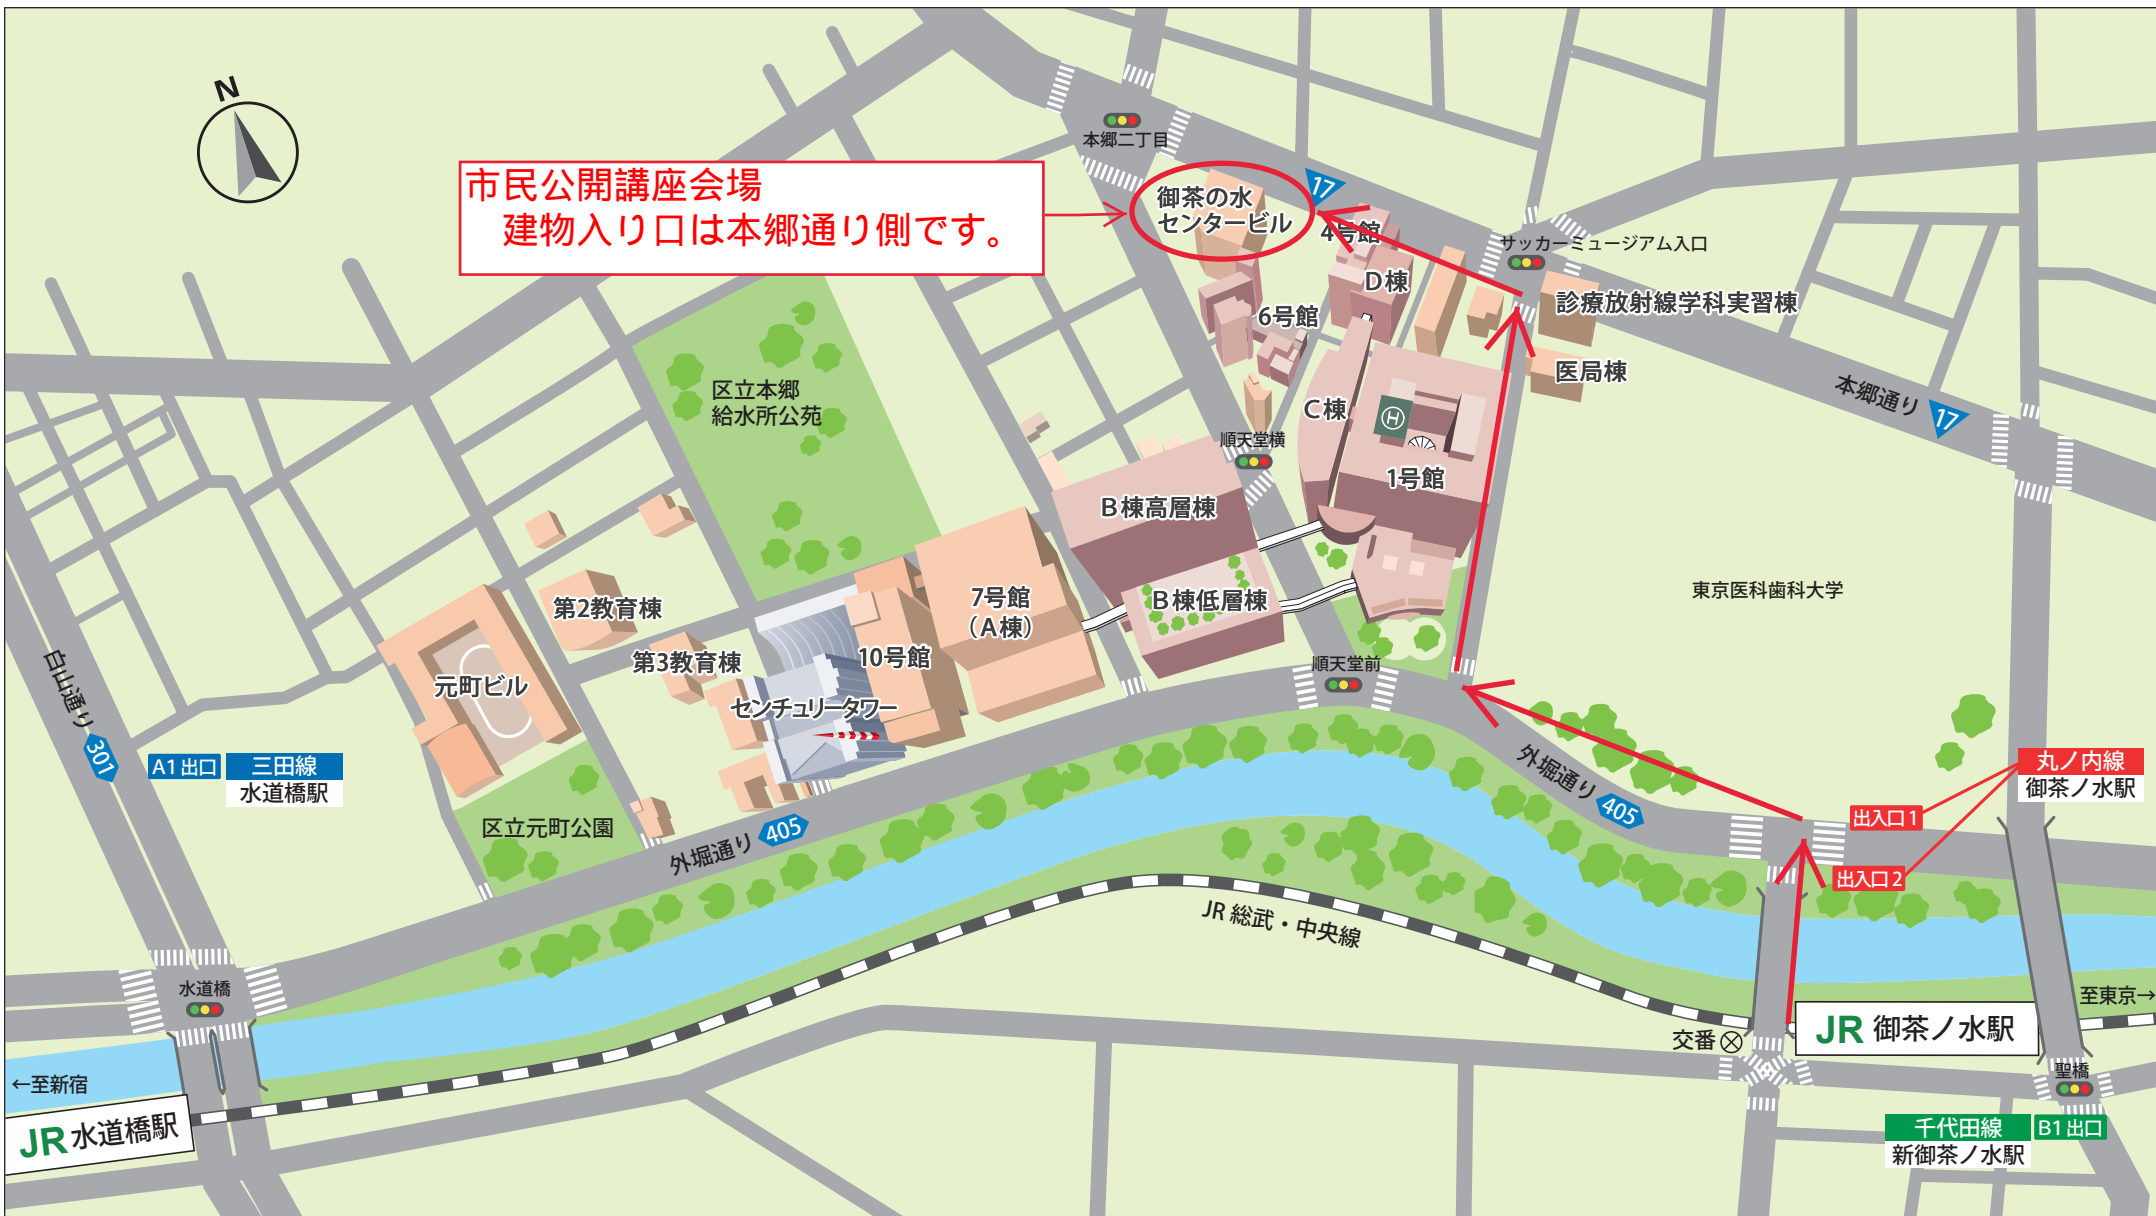 N
本郷二丁目
市民公開講座会場
建物入り口は本郷通り側です。
御茶の水
センタービル
17
4号館
サッカーミュージアム入口
D棟
診療放射線学科実習棟
6号館
医局棟
本郷通り
17
区立本郷
給水所公苑
C棟
H
順天堂横
1号館
B棟高層棟
東京医科歯科大学
7号館
(A棟)
B棟低層棟
第2教育棟
第3教育棟
10号館
元町ビル
センチュリータワー
順天堂前
白山通り
301
A1出口
三田線
水道橋駅
外堀通り
405
丸ノ内線
御茶ノ水駅
出入口1
出入口2
区立元町公園
外堀通り
405
JR 総武・中央線
水道橋
至東京→
JR 御茶ノ水駅
交番
←至新宿
聖橋
JR 水道橋駅
千代田線
新御茶ノ水駅
B1出口